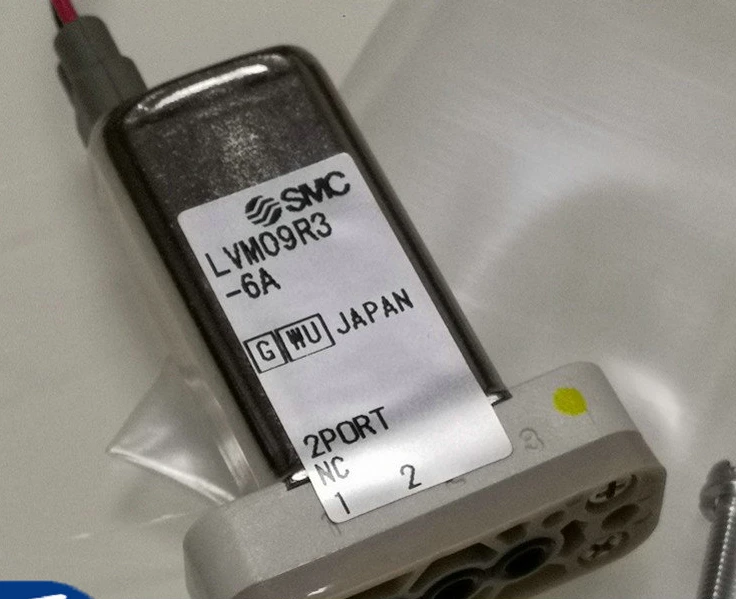 SMC
LVM09R3
-6A
G WU JAPAN
2PORT
NC
1 2
3